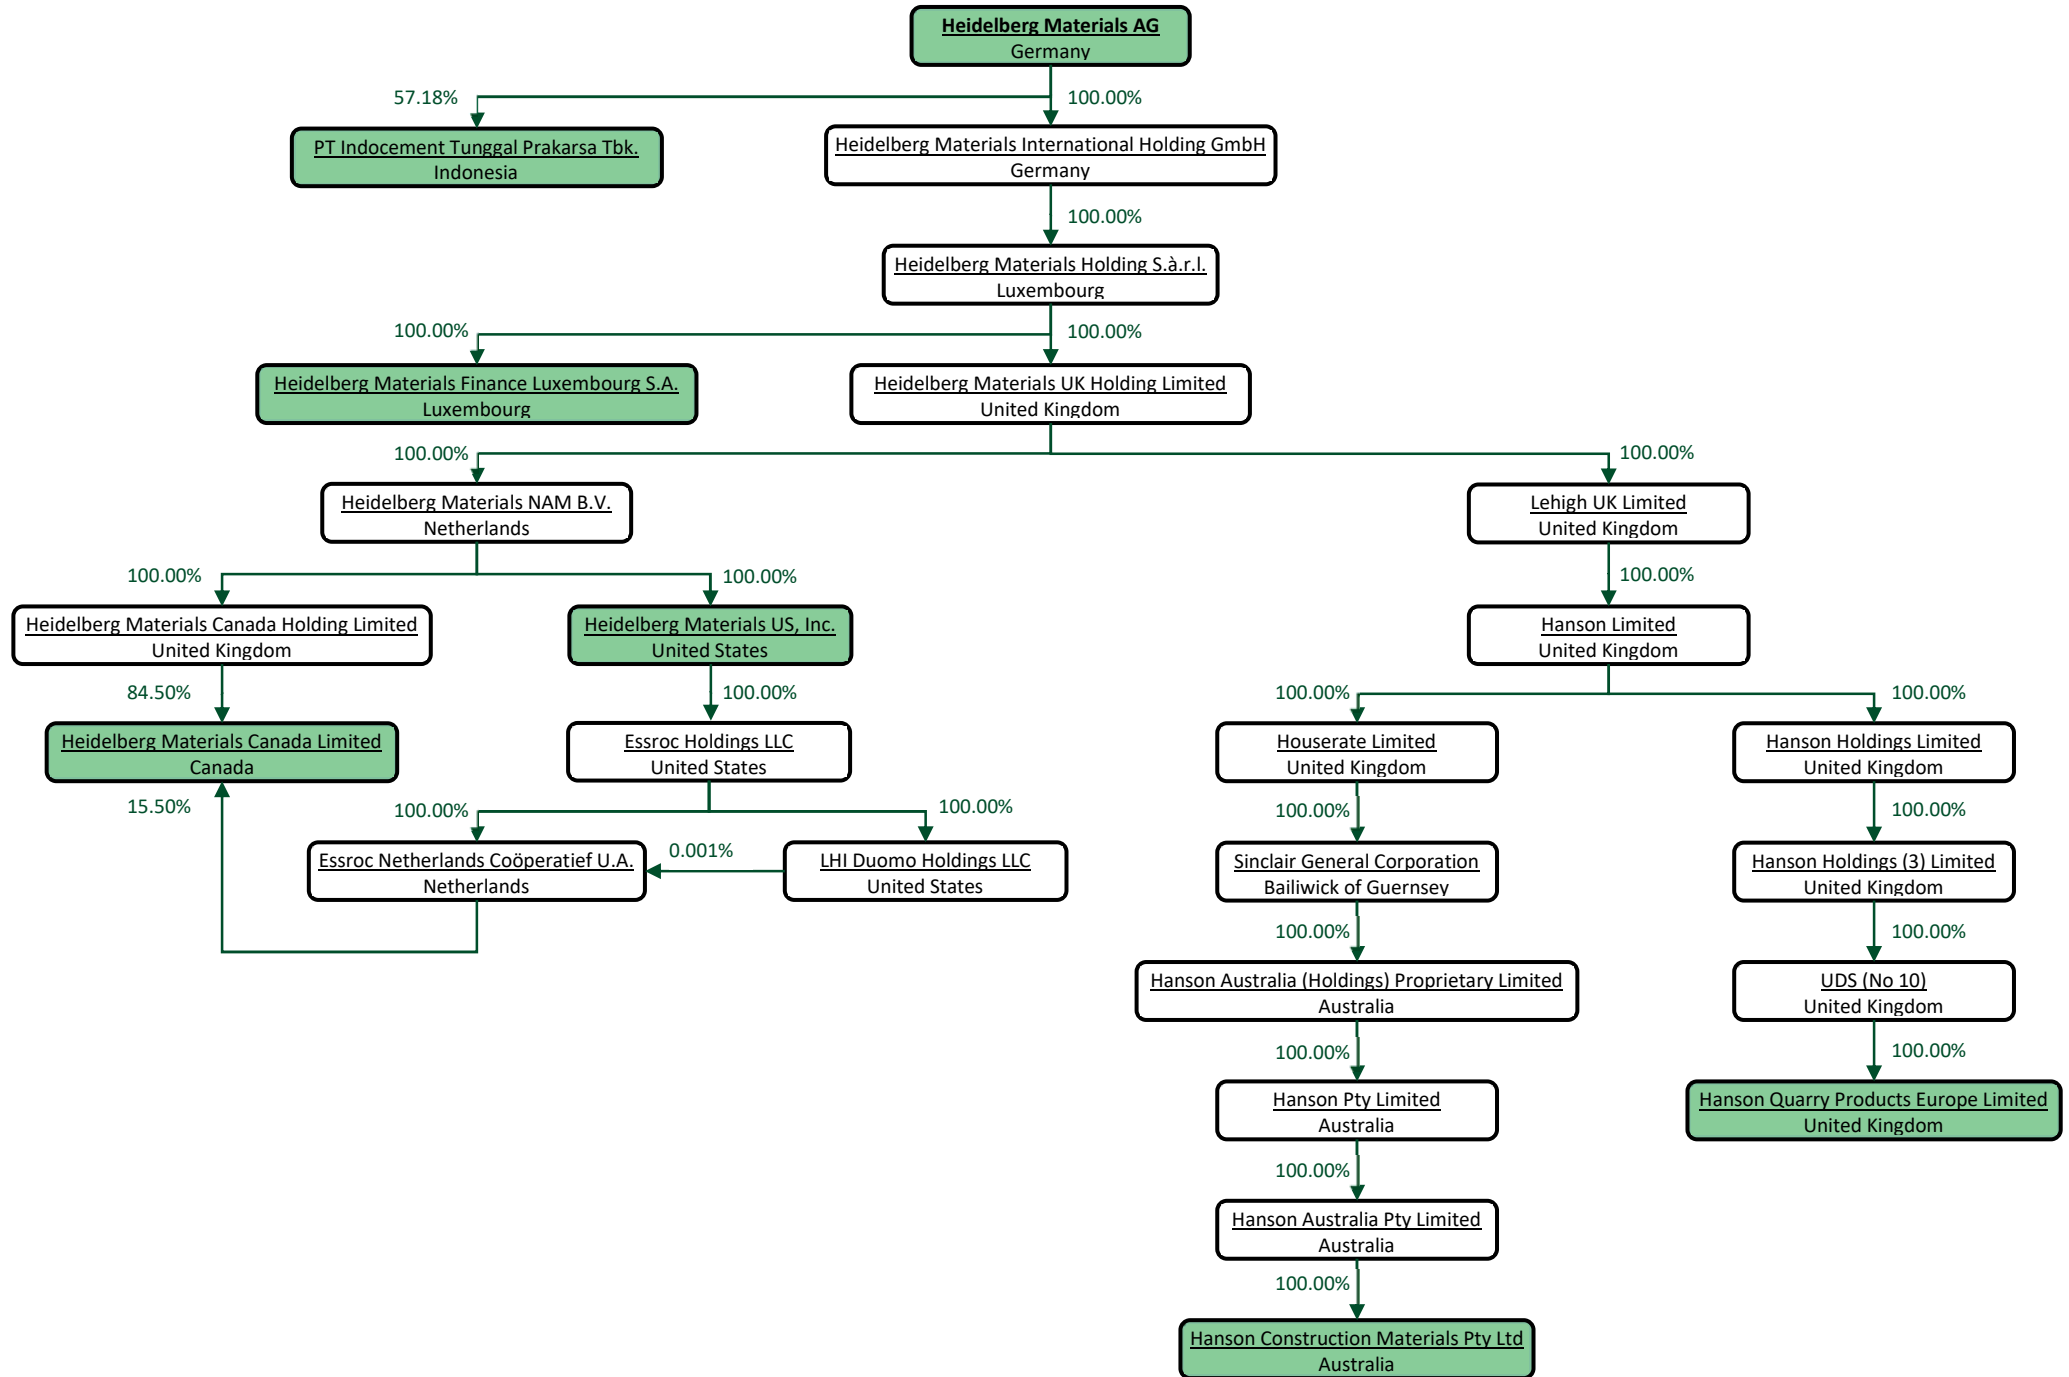 Heidelberg Materials AG
Germany
57.18%
100.00%
PT Indocement Tunggal Prakarsa Tbk.
Indonesia
Heidelberg Materials International Holding GmbH
Germany
100.00%
Heidelberg Materials Holding S.à.r.l.
Luxembourg
100.00%
100.00%
Heidelberg Materials Finance Luxembourg S.A.
Luxembourg
Heidelberg Materials UK Holding Limited
United Kingdom
100.00%
100.00%
Heidelberg Materials NAM B.V.
Netherlands
Lehigh UK Limited
United Kingdom
100.00%
100.00%
100.00%
Heidelberg Materials Canada Holding Limited
United Kingdom
Heidelberg Materials US, Inc.
United States
Hanson Limited
United Kingdom
84.50%
100.00%
100.00%
100.00%
Heidelberg Materials Canada Limited
Canada
Essroc Holdings LLC
United States
Houserate Limited
United Kingdom
Hanson Holdings Limited
United Kingdom
15.50%
100.00%
100.00%
100.00%
100.00%
Essroc Netherlands Coöperatief U.A.
Netherlands
0.001%
LHI Duomo Holdings LLC
United States
Sinclair General Corporation
Bailiwick of Guernsey
Hanson Holdings (3) Limited
United Kingdom
100.00%
100.00%
Hanson Australia (Holdings) Proprietary Limited
Australia
UDS (No 10)
United Kingdom
100.00%
100.00%
Hanson Pty Limited
Australia
Hanson Quarry Products Europe Limited
United Kingdom
100.00%
Hanson Australia Pty Limited
Australia
100.00%
Hanson Construction Materials Pty Ltd
Australia